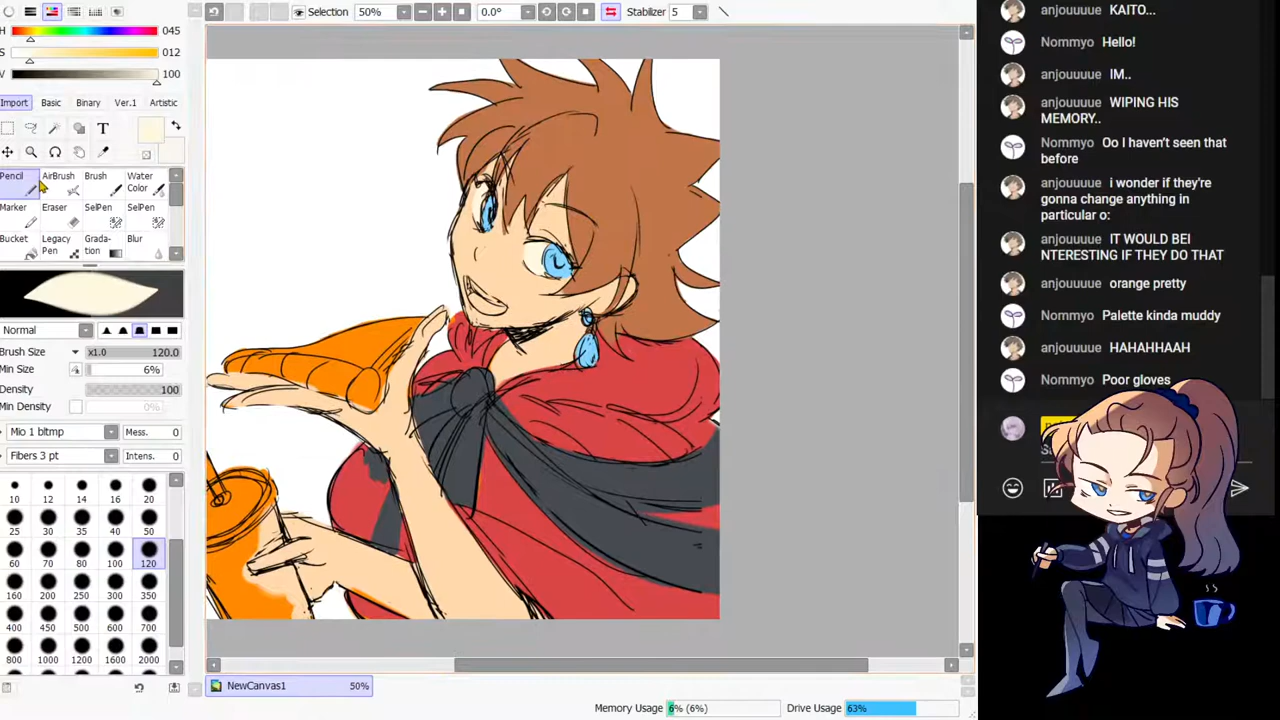 Selection 50% 0.0° Stabilizer 5
H 045
S 012
V 100
Import Basic Binary Ver.1 Artistic
T
Pencil AirBrush Brush Water Color
Marker Eraser SelPen SelPen
Bucket Legacy Pen Grada-tion Blur
Normal
Brush Size x1.0 120.0
Min Size 6%
Density 100
Min Density 0%
Mio 1 bltmp Mess. 0
Fibers 3 pt Intens. 0
10 12 14 16 20
25 30 35 40 50
60 70 80 100 120
160 200 250 300 350
400 450 500 600 700
800 1000 1200 1600 2000
NewCanvas1 50%
Memory Usage 6% (6%) Drive Usage 63%
anjouuuue KAITO...
Nommyo Hello!
anjouuuue IM..
anjouuuue WIPING HIS
MEMORY..
Nommyo Oo I haven't seen that
before
anjouuuue i wonder if they're
gonna change anything in
particular o:
anjouuuue IT WOULD BEI
NTERESTING IF THEY DO THAT
anjouuuue orange pretty
Nommyo Palette kinda muddy
anjouuuue HAHAHHAAH
Nommyo Poor gloves